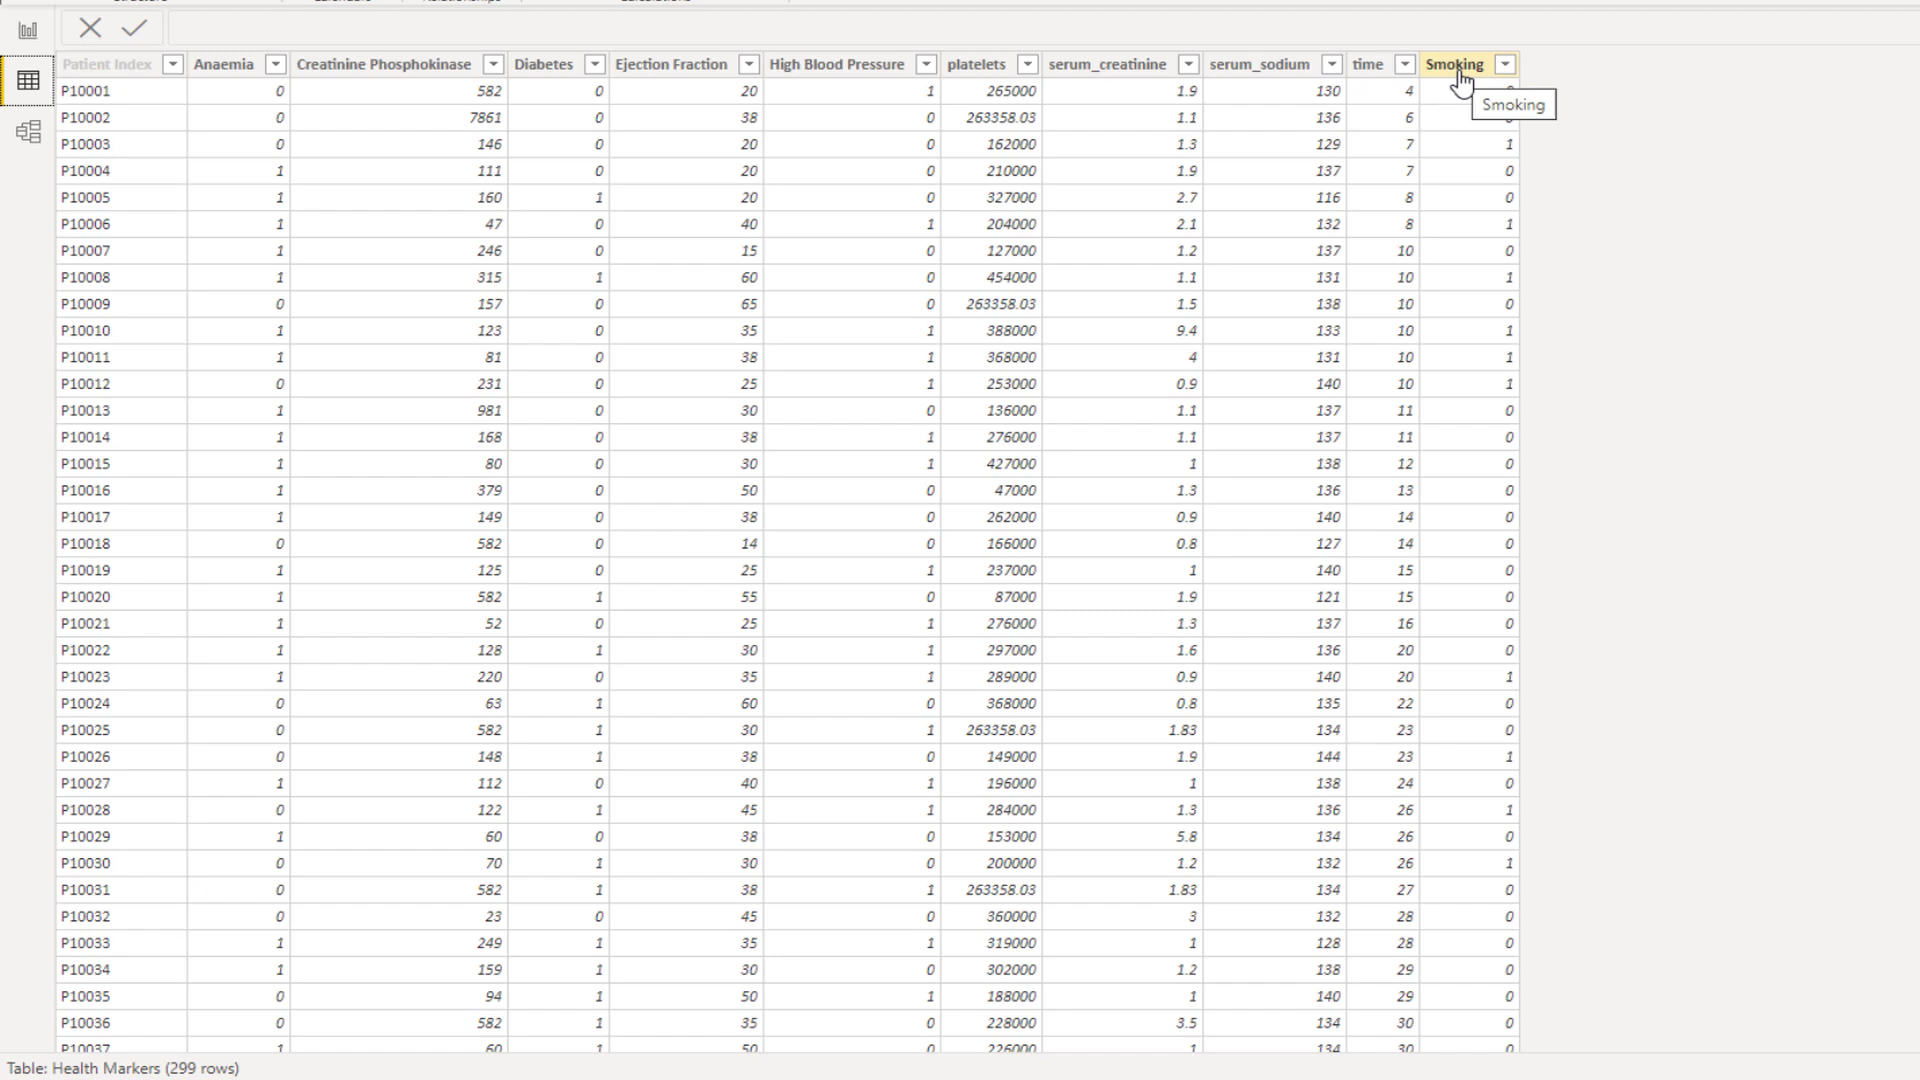 Patient Index Anaemia Creatinine Phosphokinase Diabetes Ejection Fraction High Blood Pressure platelets serum_creatinine serum_sodium time Smoking
P10001 0 582 0 20 1 265000 1.9 130 4
Smoking
P10002 0 7861 0 38 0 263358.03 1.1 136 6
P10003 0 146 0 20 0 162000 1.3 129 7 1
P10004 1 111 0 20 0 210000 1.9 137 7 0
P10005 1 160 1 20 0 327000 2.7 116 8 0
P10006 1 47 0 40 1 204000 2.1 132 8 1
P10007 1 246 0 15 0 127000 1.2 137 10 0
P10008 1 315 1 60 0 454000 1.1 131 10 1
P10009 0 157 0 65 0 263358.03 1.5 138 10 0
P10010 1 123 0 35 1 388000 9.4 133 10 1
P10011 1 81 0 38 1 368000 4 131 10 1
P10012 0 231 0 25 1 253000 0.9 140 10 1
P10013 1 981 0 30 0 136000 1.1 137 11 0
P10014 1 168 0 38 1 276000 1.1 137 11 0
P10015 1 80 0 30 1 427000 1 138 12 0
P10016 1 379 0 50 0 47000 1.3 136 13 0
P10017 1 149 0 38 0 262000 0.9 140 14 0
P10018 0 582 0 14 0 166000 0.8 127 14 0
P10019 1 125 0 25 1 237000 1 140 15 0
P10020 1 582 1 55 0 87000 1.9 121 15 0
P10021 1 52 0 25 1 276000 1.3 137 16 0
P10022 1 128 1 30 1 297000 1.6 136 20 0
P10023 1 220 0 35 1 289000 0.9 140 20 1
P10024 0 63 1 60 0 368000 0.8 135 22 0
P10025 0 582 1 30 1 263358.03 1.83 134 23 0
P10026 0 148 1 38 0 149000 1.9 144 23 1
P10027 1 112 0 40 1 196000 1 138 24 0
P10028 0 122 1 45 1 284000 1.3 136 26 1
P10029 1 60 0 38 0 153000 5.8 134 26 0
P10030 0 70 1 30 0 200000 1.2 132 26 1
P10031 0 582 1 38 1 263358.03 1.83 134 27 0
P10032 0 23 0 45 0 360000 3 132 28 0
P10033 1 249 1 35 1 319000 1 128 28 0
P10034 1 159 1 30 0 302000 1.2 138 29 0
P10035 0 94 1 50 1 188000 1 140 29 0
P10036 0 582 1 35 0 228000 3.5 134 30 0
P10037 1 60 1 50 0 226000 1 134 30 0
Table: Health Markers (299 rows)